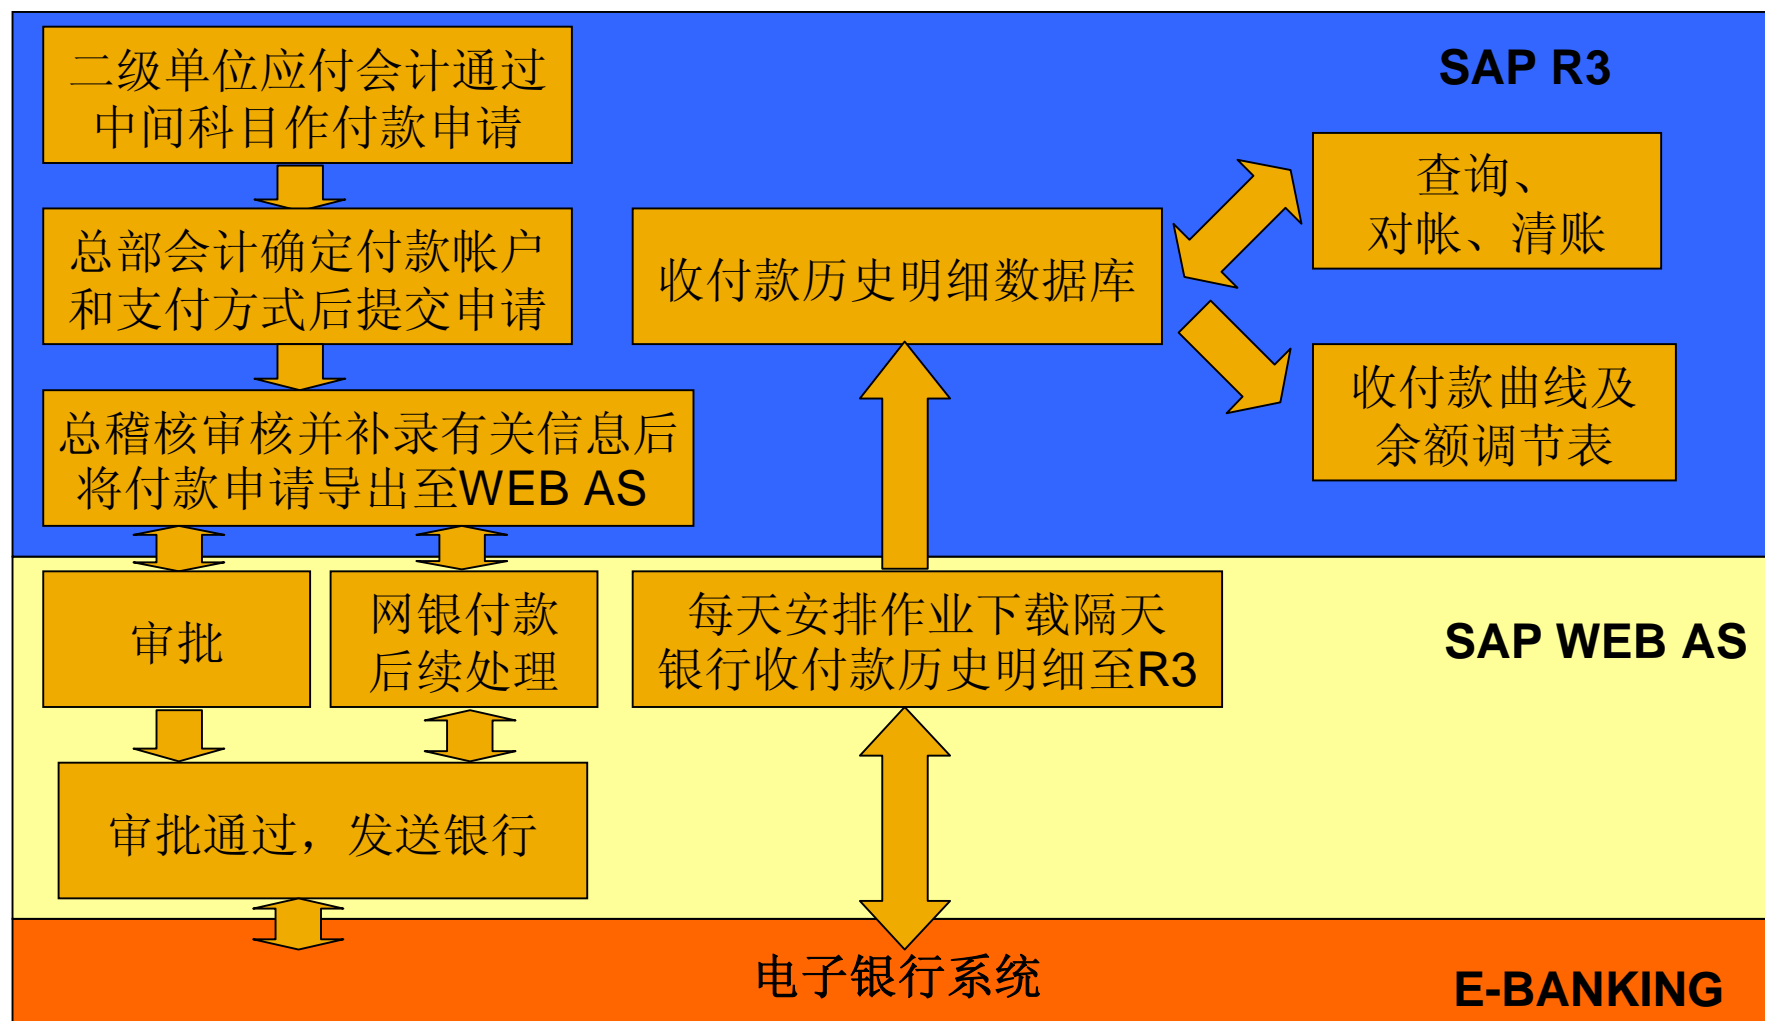 二级单位应付会计通过
中间科目作付款申请
SAP R3
查询、
对帐、清账
总部会计确定付款帐户
和支付方式后提交申请
收付款历史明细数据库
收付款曲线及
余额调节表
总稽核审核并补录有关信息后
将付款申请导出至WEB AS
审批
网银付款
后续处理
每天安排作业下载隔天
银行收付款历史明细至R3
SAP WEB AS
审批通过，发送银行
电子银行系统
E-BANKING